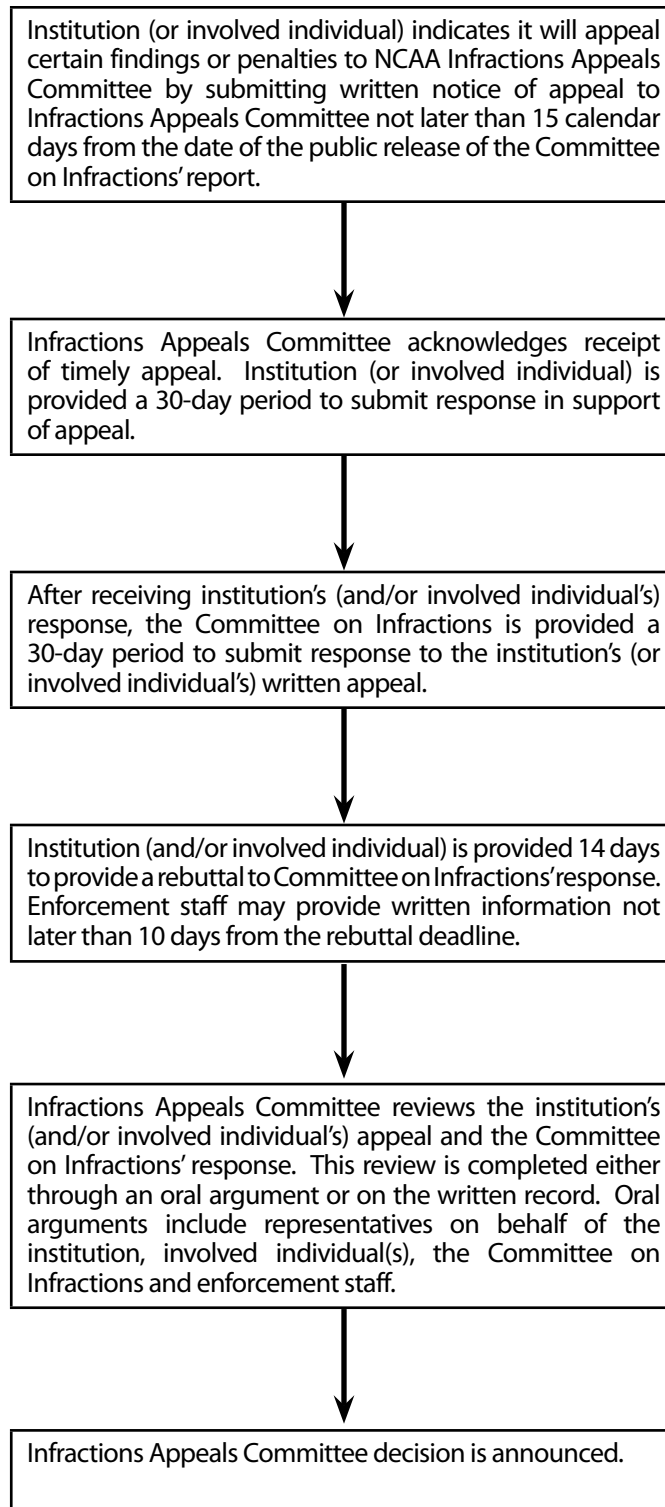 Institution (or involved individual) indicates it will appeal
certain findings or penalties to NCAA Infractions Appeals
Committee by submitting written notice of appeal to
Infractions Appeals Committee not later than 15 calendar
days from the date of the public release of the Committee
on Infractions' report.
Infractions Appeals Committee acknowledges receipt
of timely appeal. Institution (or involved individual) is
provided a 30-day period to submit response in support
of appeal.
After receiving institution's (and/or involved individual's)
response, the Committee on Infractions is provided a
30-day period to submit response to the institution's (or
involved individual's) written appeal.
Institution (and/or involved individual) is provided 14 days
to provide a rebuttal to Committee on Infractions' response.
Enforcement staff may provide written information not
later than 10 days from the rebuttal deadline.
Infractions Appeals Committee reviews the institution's
(and/or involved individual's) appeal and the Committee
on Infractions' response. This review is completed either
through an oral argument or on the written record. Oral
arguments include representatives on behalf of the
institution, involved individual(s), the Committee on
Infractions and enforcement staff.
Infractions Appeals Committee decision is announced.